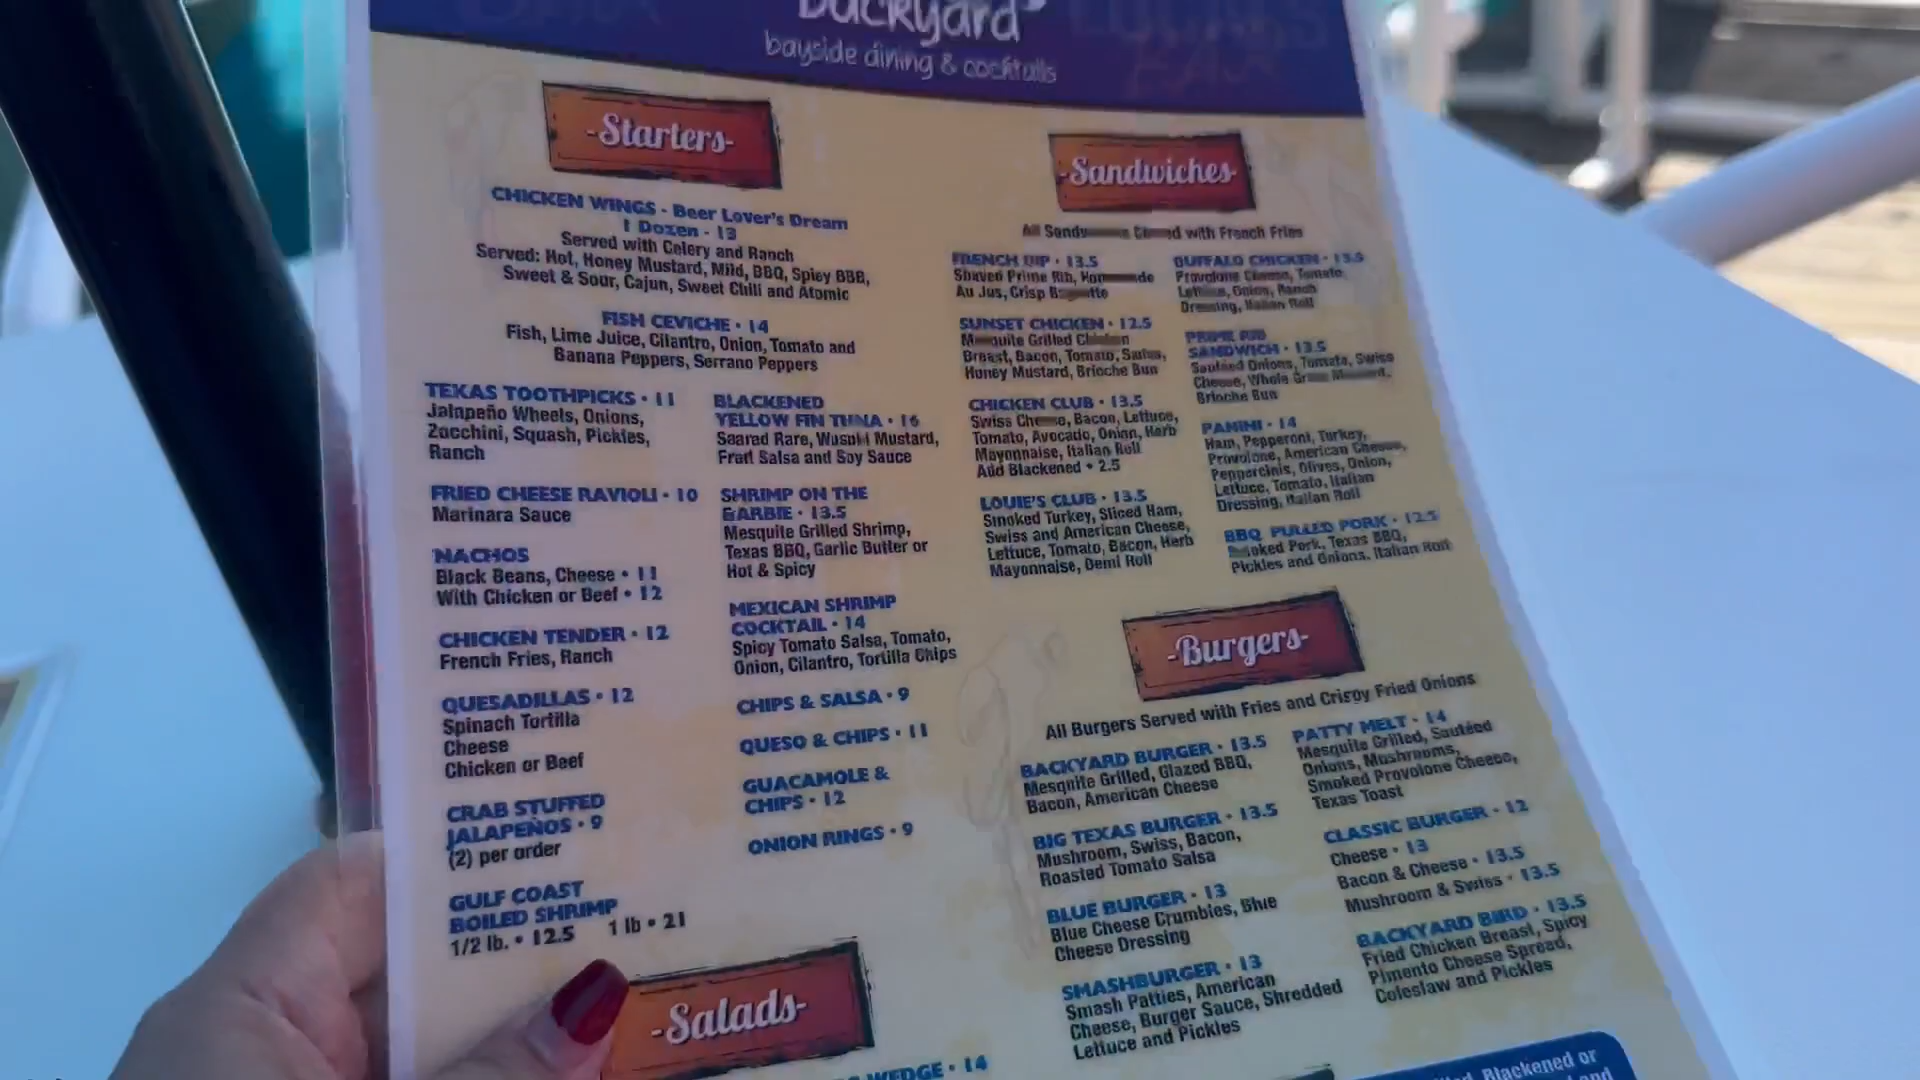 Backyard
bayside dining & cocktails
-Starters-
CHICKEN WINGS - Beer Lover's Dream
1 Dozen - 13
Served with Celery and Ranch
Served: Hot, Honey Mustard, Mild, BBQ, Spicy BBB,
Sweet & Sour, Cajun, Sweet Chili and Atomic
FISH CEVICHE • 14
Fish, Lime Juice, Cilantro, Onion, Tomato and
Banana Peppers, Serrano Peppers
TEXAS TOOTHPICKS • 11
Jalapeño Wheels, Onions,
Zucchini, Squash, Pickles,
Ranch
FRIED CHEESE RAVIOLI • 10
Marinara Sauce
NACHOS
Black Beans, Cheese • 11
With Chicken or Beef • 12
CHICKEN TENDER • 12
French Fries, Ranch
QUESADILLAS • 12
Spinach Tortilla
Cheese
Chicken or Beef
CRAB STUFFED
JALAPEÑOS • 9
(2) per order
GULF COAST
BOILED SHRIMP
1/2 lb. • 12.5 1 lb • 21
BLACKENED
YELLOW FIN TUNA • 16
Seared Rare, Wasabi Mustard,
Salsa and Soy Sauce
SHRIMP ON THE
BARBIE • 13.5
Mesquite Grilled Shrimp,
Texas BBQ, Garlic Butter or
Hot & Spicy
MEXICAN SHRIMP
COCKTAIL • 14
Spicy Tomato Salsa, Tomato,
Onion, Cilantro, Tortilla Chips
CHIPS & SALSA • 9
QUESO & CHIPS • 11
GUACAMOLE &
CHIPS • 12
ONION RINGS • 9
-Salads-
WEDGE • 14
-Sandwiches-
All with French Fries
FRENCH DIP • 13.5
Shaved Prime Rib, Homemade
Au Jus, Crisp Baguette
SUNSET CHICKEN • 12.5
Mesquite Grilled Chicken
Breast, Bacon, Tomato, Swiss,
Honey Mustard, Brioche Bun
CHICKEN CLUB • 13.5
Swiss Cheese, Bacon, Lettuce,
Tomato, Avocado, Onion, Herb
Mayonnaise, Italian Roll
Add Blackened • 2.5
LOUIE'S CLUB • 13.5
Smoked Turkey, Sliced Ham,
Swiss and American Cheese,
Lettuce, Tomato, Bacon, Herb
Mayonnaise, Demi Roll
BUFFALO CHICKEN • 13.5
Provolone Cheese, Tomato,
Lettuce, Onion, Ranch
Dressing, Italian Roll
PRIME RIB
SANDWICH • 13.5
Sauteed Onions, Tomato, Swiss
Cheese, Whole Grain Mustard,
Brioche Bun
PANINI • 14
Ham, Pepperoni, Turkey,
Provolone, American Cheese,
Peppercinis, Olives, Onion,
Lettuce, Tomato, Italian
Dressing, Italian Roll
BBQ PULLED PORK • 12.5
Smoked Pork, Texas BBQ,
Pickles and Onions, Italian Roll
-Burgers-
All Burgers Served with Fries and Crispy Fried Onions
BACKYARD BURGER • 13.5
Mesquite Grilled, Glazed BBQ,
Bacon, American Cheese
BIG TEXAS BURGER • 13.5
Mushroom, Swiss, Bacon,
Roasted Tomato Salsa
BLUE BURGER • 13
Blue Cheese Crumbles, Blue
Cheese Dressing
SMASHBURGER • 13
Smash Patties, American
Cheese, Burger Sauce, Shredded
Lettuce and Pickles
PATTY MELT • 14
Mesquite Grilled, Sautéed
Onions, Mushrooms,
Smoked Provolone Cheese,
Texas Toast
CLASSIC BURGER • 12
Cheese • 13
Bacon & Cheese • 13.5
Mushroom & Swiss • 13.5
BACKYARD BIRD • 13.5
Fried Chicken Breast, Spicy
Pimento Cheese Spread,
Coleslaw and Pickles
Blackened or
and